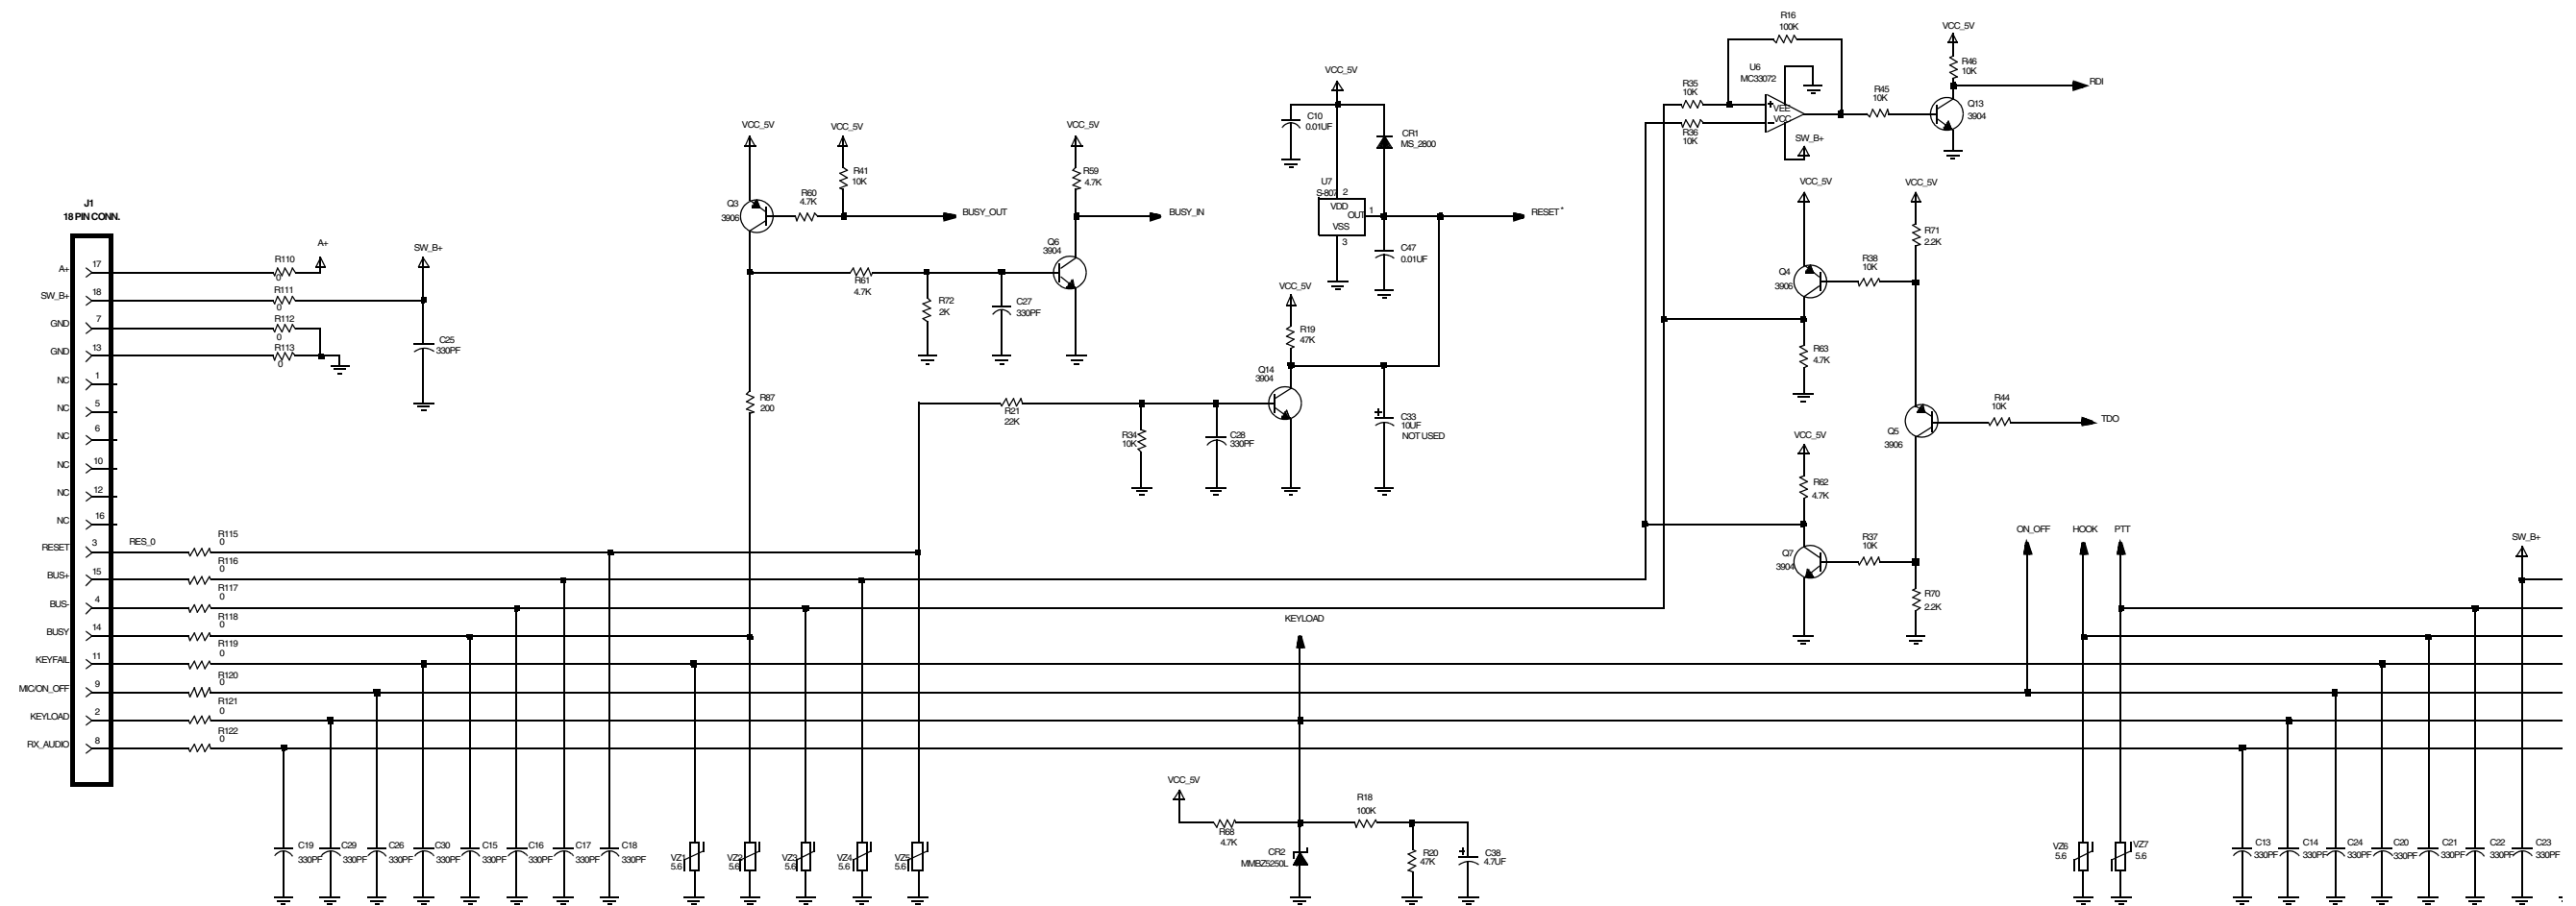 J1
18 PIN CONN.
A+ 17
SW_B+ 18
GND 7
GND 13
NC 1
NC 5
NC 6
NC 10
NC 12
NC 16
RESET 3
BUS+ 15
BUS- 4
BUSY 14
KEYFAIL 11
MIC/ON_OFF 9
KEYLOAD 2
RX_AUDIO 8
RES_0
R110
0
A+
R111
0
R112
0
R113
0
SW_B+
C25
330PF
R115
0
R116
0
R117
0
R118
0
R119
0
R120
0
R121
0
R122
0
C19
330PF
C29
330PF
C26
330PF
C30
330PF
C15
330PF
C16
330PF
C17
330PF
C18
330PF
VZ1
5.6
VZ2
5.6
VZ3
5.6
VZ4
5.6
VZ5
5.6
VCC_5V
Q3
3906
R60
4.7K
VCC_5V
R41
10K
BUSY_OUT
R61
4.7K
R72
2K
C27
330PF
R87
200
VCC_5V
R59
4.7K
BUSY_IN
Q6
3904
R21
22K
R34
10K
C28
330PF
VCC_5V
C10
0.01UF
CR1
MS_2800
U7
S-807
2
VDD
OUT
1
VSS
3
RESET*
C47
0.01UF
VCC_5V
R19
47K
Q14
3904
C33
10UF
NOT USED
KEYLOAD
VCC_5V
R68
4.7K
R18
100K
CR2
MMBZ5250L
R20
47K
C38
4.7UF
R16
100K
U6
MC33072
R35
10K
R36
10K
VEE
VCC
SW_B+
R45
10K
VCC_5V
R46
10K
RDI
Q13
3904
VCC_5V
VCC_5V
R71
2.2K
Q4
3906
R38
10K
R63
4.7K
Q5
3906
R44
10K
TDO
VCC_5V
R62
4.7K
Q7
3904
R37
10K
R70
2.2K
ON_OFF
HOOK
PTT
SW_B+
VZ6
5.6
VZ7
5.6
C13
330PF
C14
330PF
C24
330PF
C20
330PF
C21
330PF
C22
330PF
C23
330PF